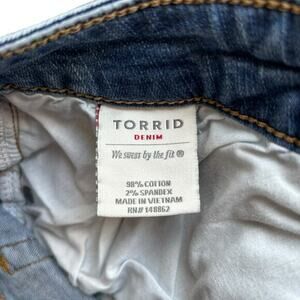 TORRID
DENIM
We swear by the fit ®
98% COTTON
2% SPANDEX
MADE IN VIETNAM
RN# 148862